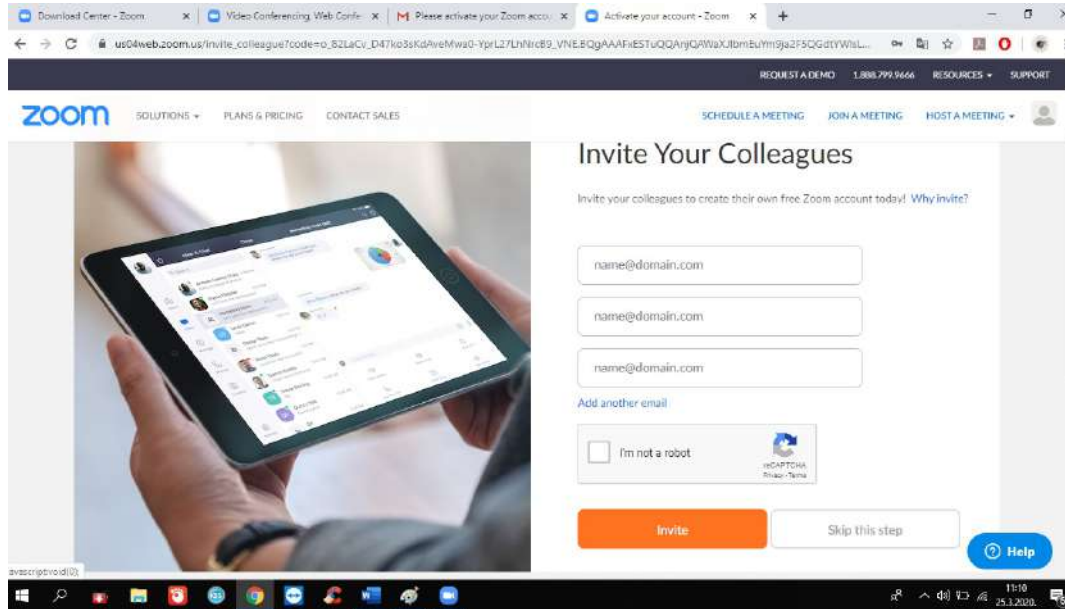 Download Center - Zoom
Video Conferencing, Web Confe
Please activate your Zoom accou
Activate your account - Zoom
REQUEST A DEMO 1.888.799.9666 RESOURCES SUPPORT
zoom SOLUTIONS PLANS & PRICING CONTACT SALES SCHEDULE A MEETING JOIN A MEETING HOST A MEETING
Invite Your Colleagues
Invite your colleagues to create their own free Zoom account today! Why invite?
name@domain.com
name@domain.com
name@domain.com
Add another email
I'm not a robot
reCAPTCHA
Privacy - Terms
Invite Skip this step
Help
avascript:void(0);
11:10
25.3.2020.